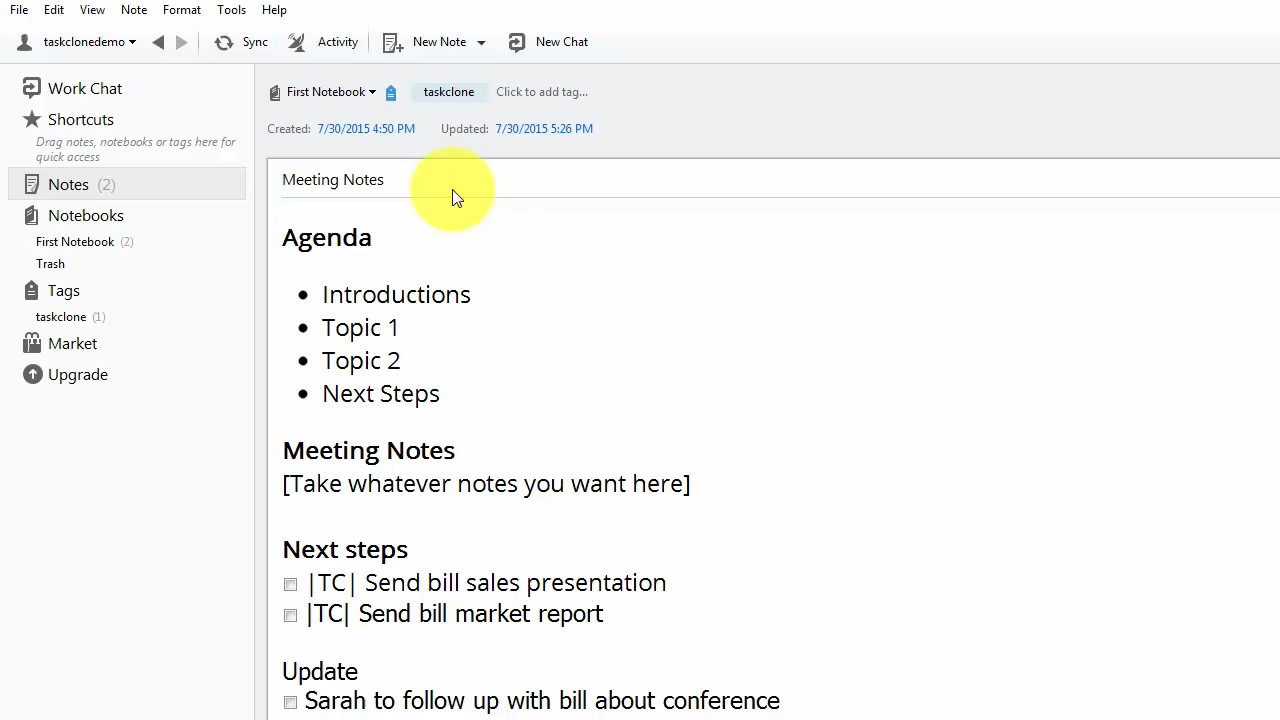 File Edit View Note Format Tools Help
taskclonedemo Sync Activity New Note New Chat
Work Chat
Shortcuts
Drag notes, notebooks or tags here for
quick access
Notes (2)
Notebooks
First Notebook (2)
Trash
Tags
taskclone (1)
Market
Upgrade
First Notebook taskclone Click to add tag...
Created: 7/30/2015 4:50 PM Updated: 7/30/2015 5:26 PM
Meeting Notes
Agenda
• Introductions
• Topic 1
• Topic 2
• Next Steps
Meeting Notes
[Take whatever notes you want here]
Next steps
|TC| Send bill sales presentation
|TC| Send bill market report
Update
Sarah to follow up with bill about conference